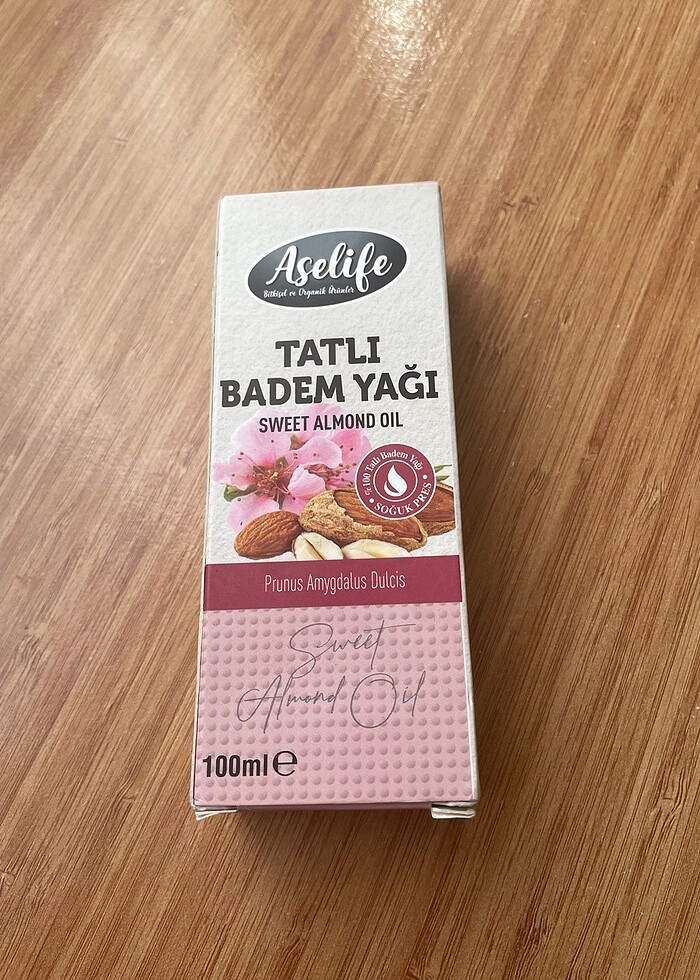 Aselife
Bitkisel ve Organik Ürünler
TATLI
BADEM YAĞI
SWEET ALMOND OIL
%100 Tatlı Badem Yağı
• SOĞUK PRES •
Prunus Amygdalus Dulcis
Sweet
Almond Oil
100ml ℮